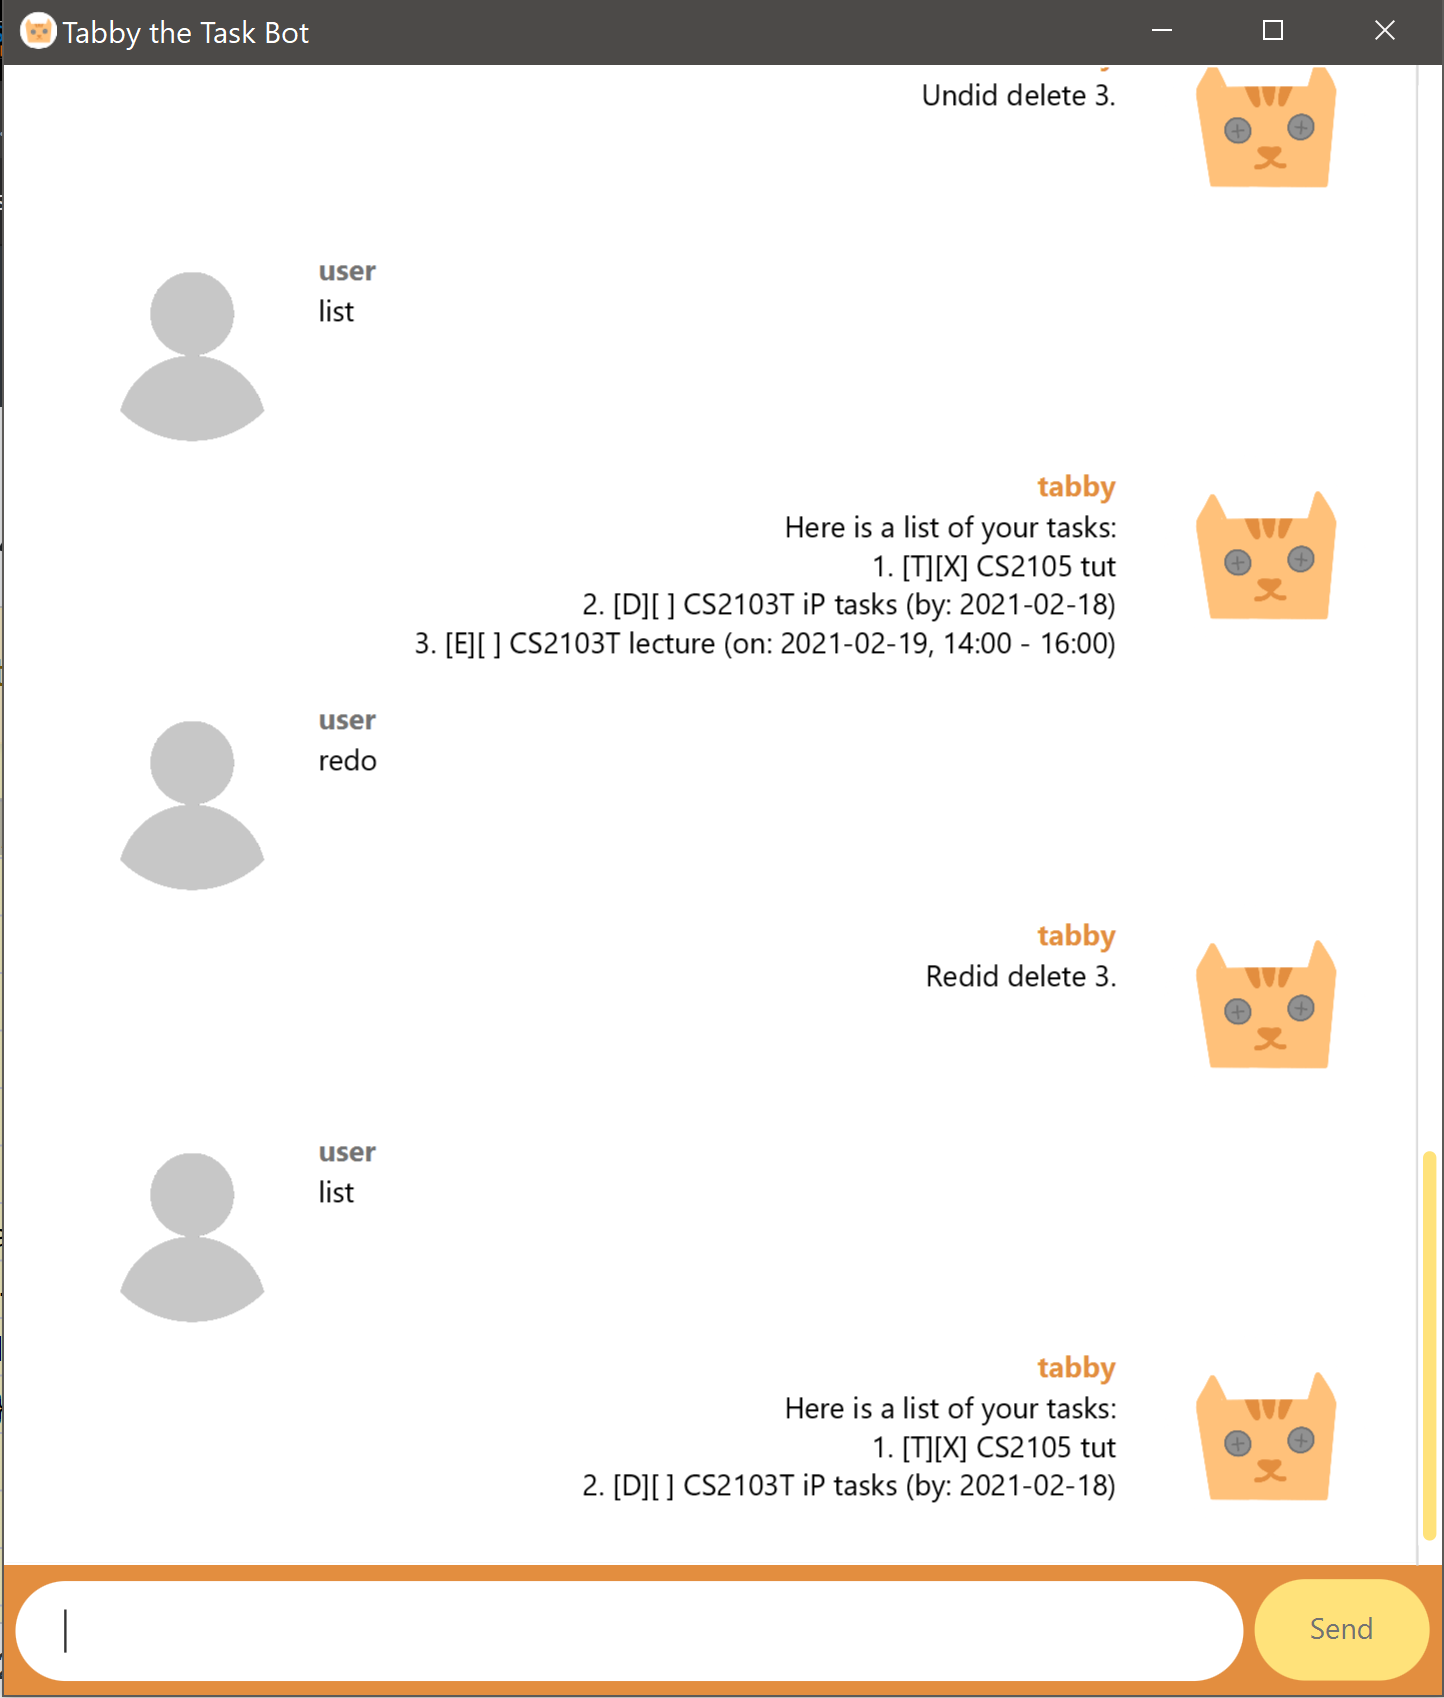 Tabby the Task Bot
Undid delete 3.
user
list
tabby
Here is a list of your tasks:
1. [T][X] CS2105 tut
2. [D][ ] CS2103T iP tasks (by: 2021-02-18)
3. [E][ ] CS2103T lecture (on: 2021-02-19, 14:00 - 16:00)
user
redo
tabby
Redid delete 3.
user
list
tabby
Here is a list of your tasks:
1. [T][X] CS2105 tut
2. [D][ ] CS2103T iP tasks (by: 2021-02-18)
Send